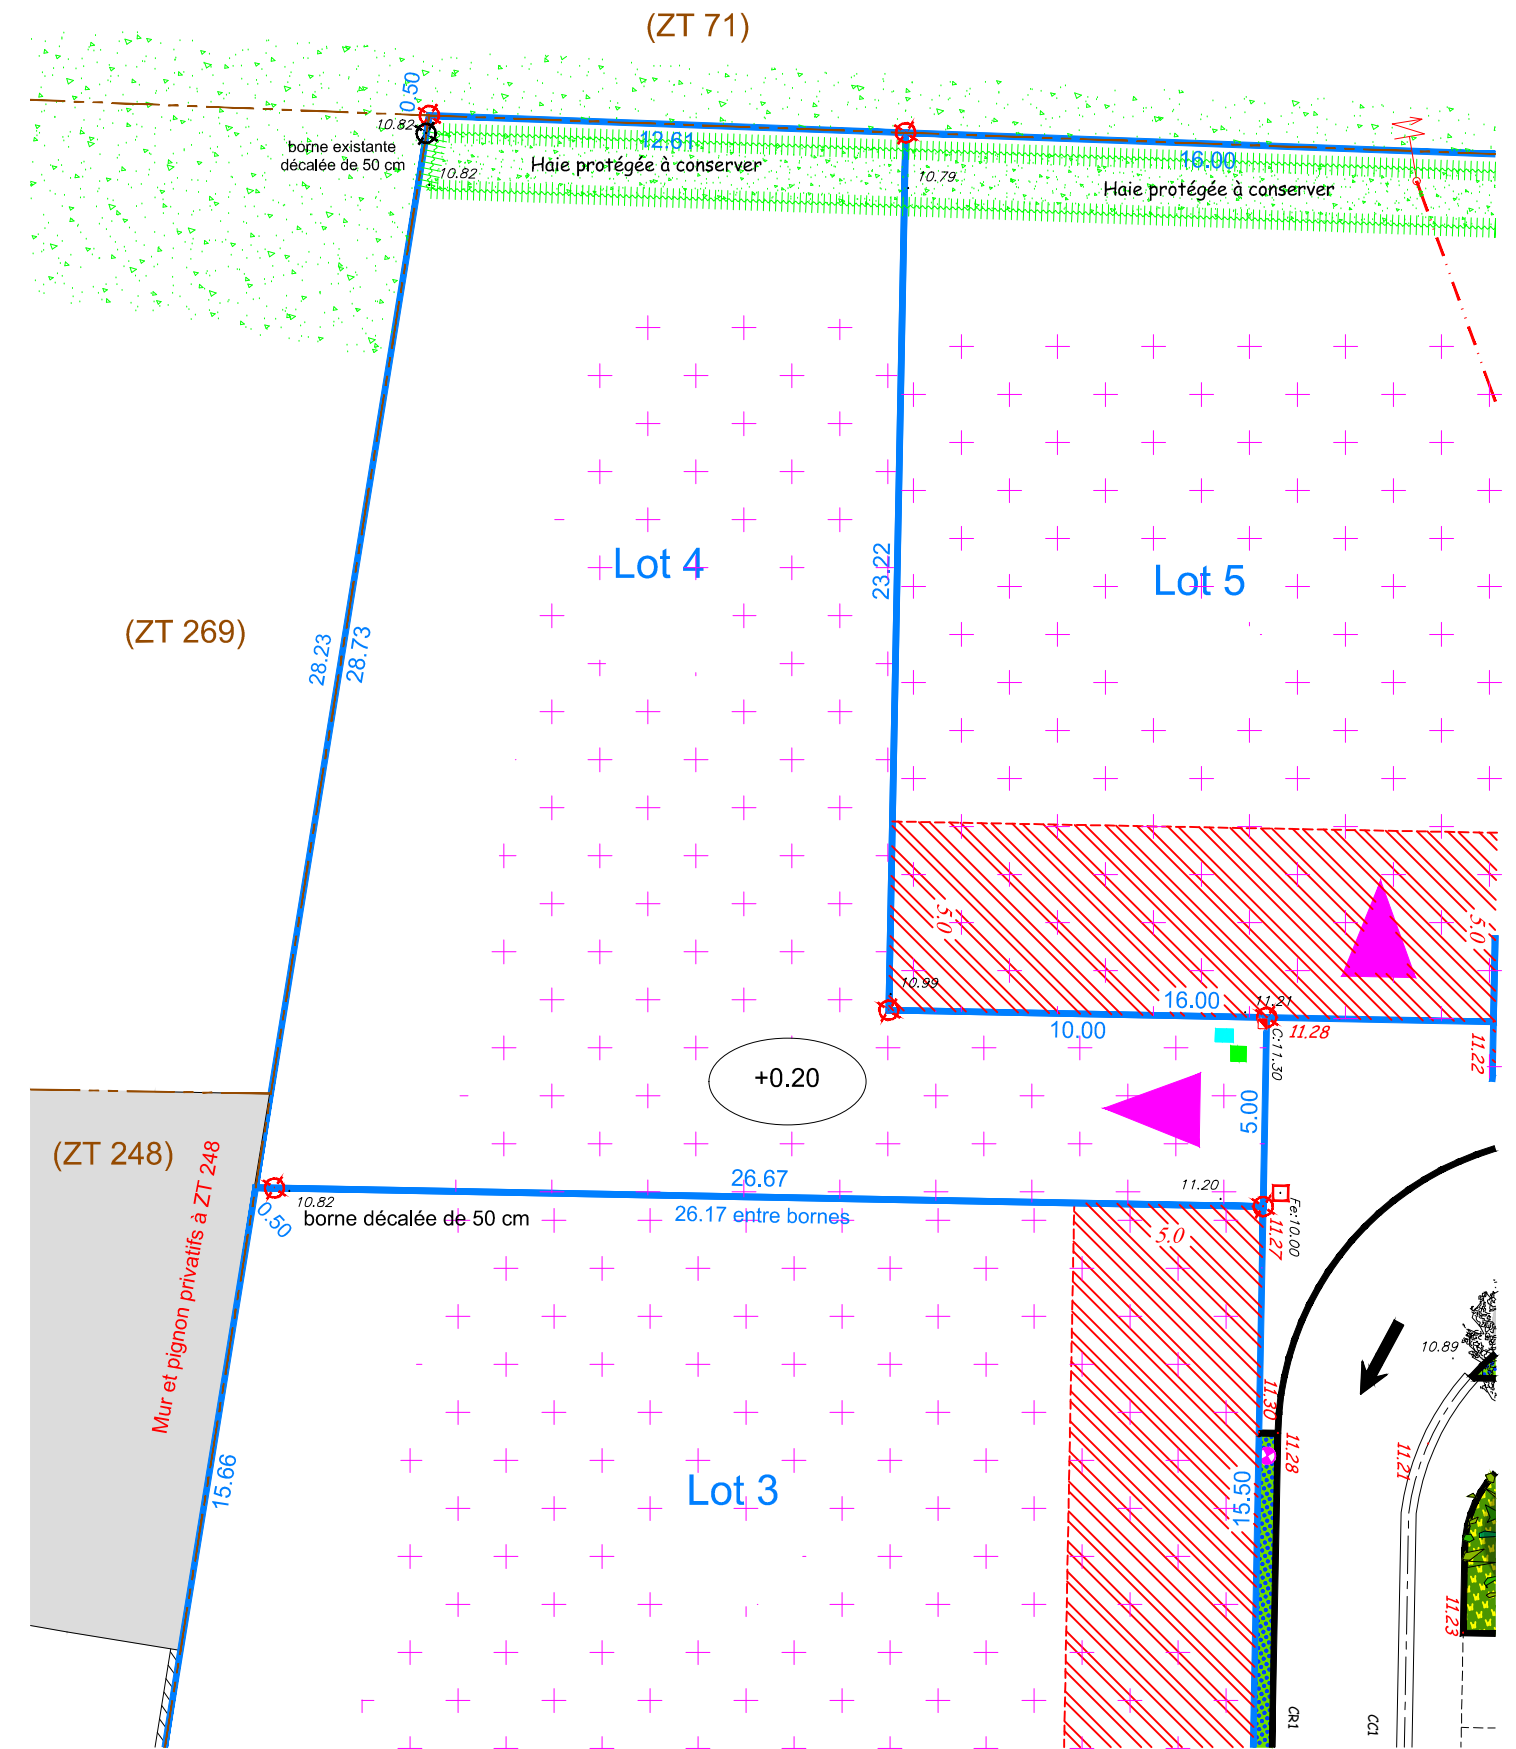 (ZT 71)
0.50
10.82
borne existante
décalée de 50 cm
12.61
16.00
Haie protégée à conserver
Haie protégée à conserver
10.82
10.79
Lot 4
23.22
Lot 5
(ZT 269)
28.23
28.73
5.0
5.0
10.99
16.00
11.21
10.00
11.28
C:11.30
11.22
+0.20
5.00
(ZT 248)
Mur et pignon privatifs à ZT 248
26.67
11.20
10.82
0.50
borne décalée de 50 cm
26.17 entre bornes
5.0
Fe:10.00
11.27
10.89
11.30
11.28
11.21
15.66
Lot 3
15.50
11.23
CR1
CC1